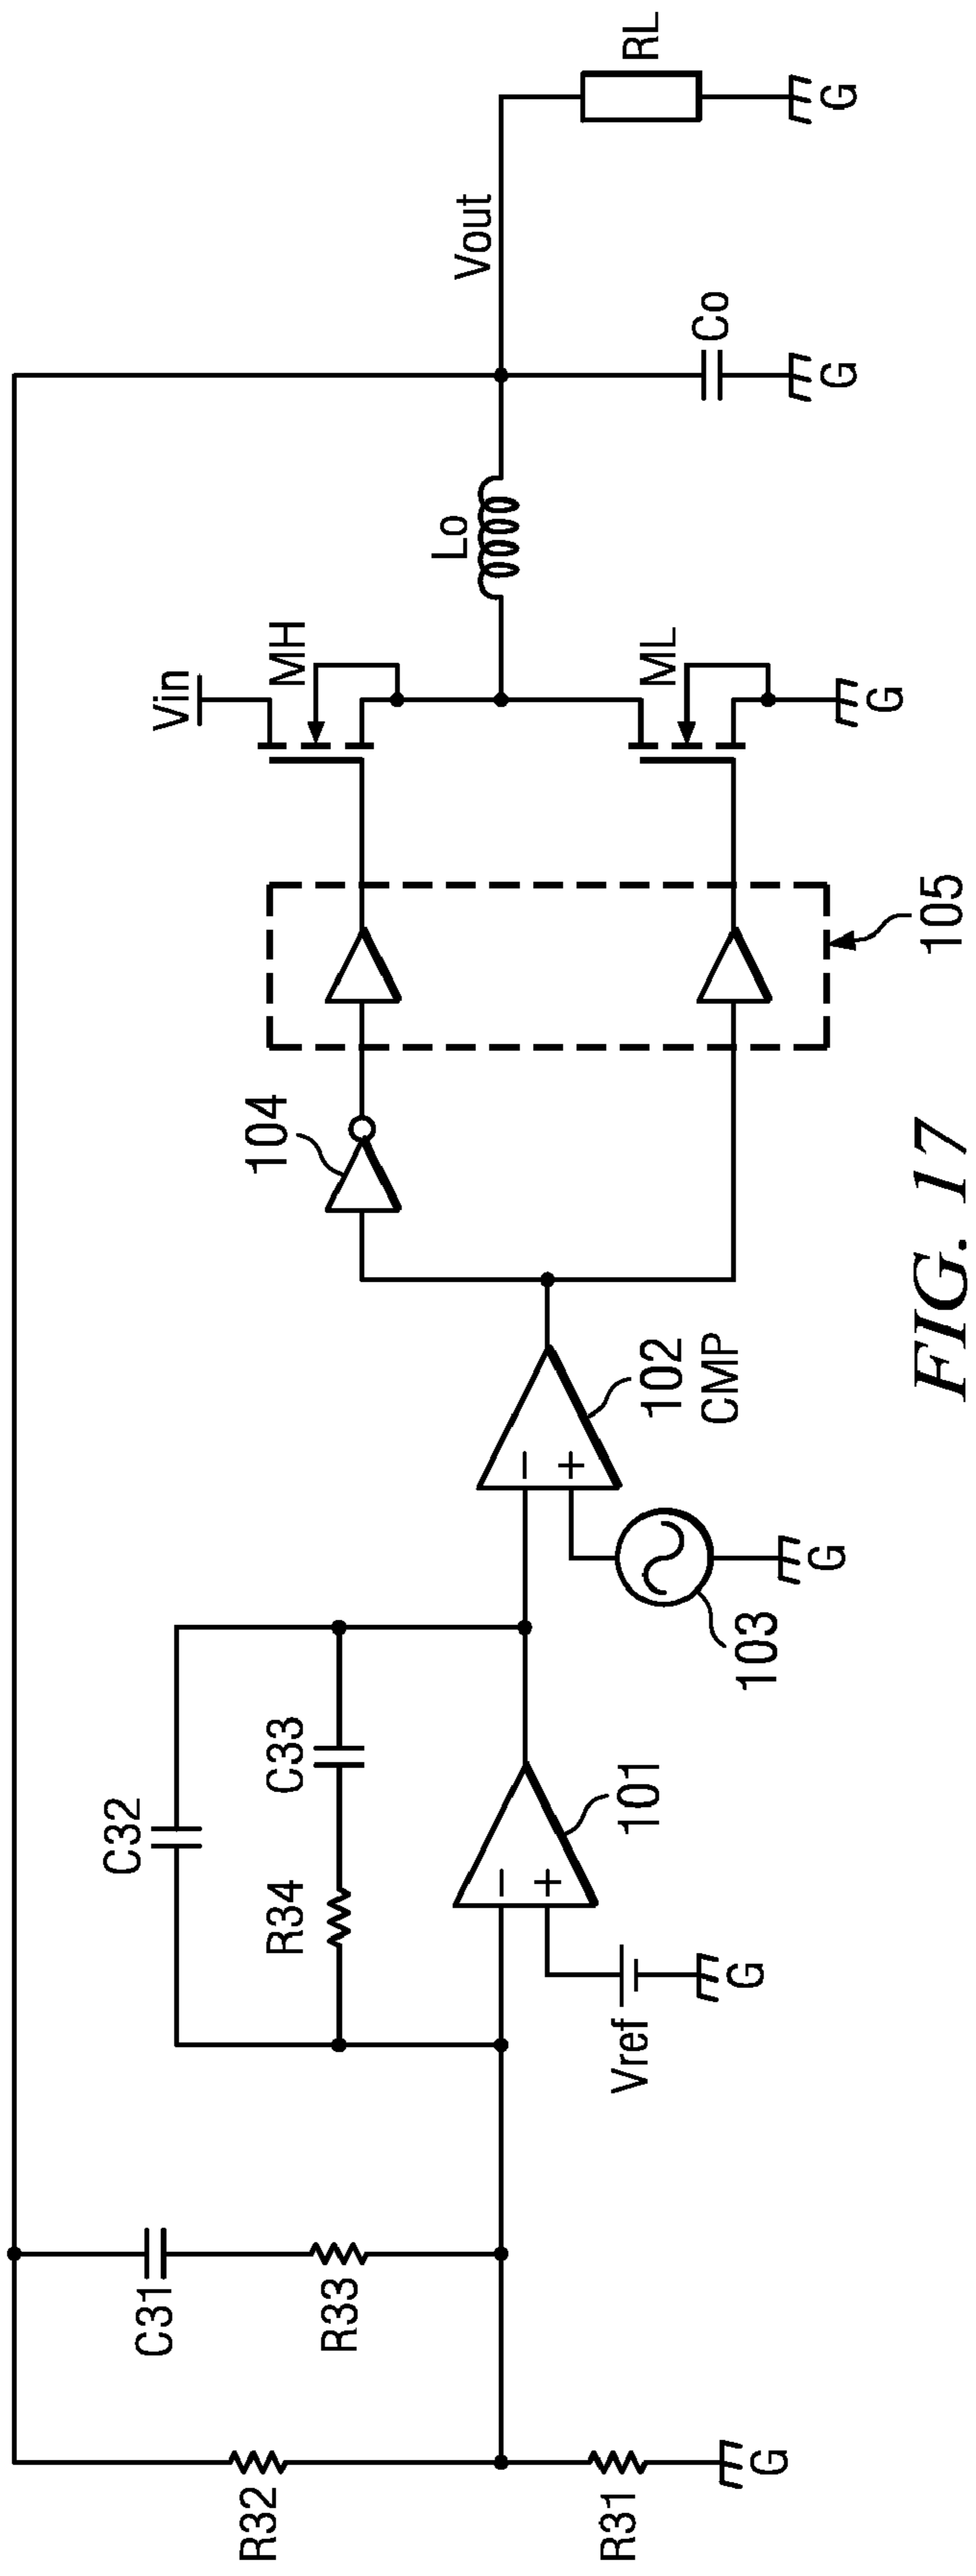 Vin
MH
Lo
Vout
RL
G
Co
G
ML
G
104
105
102
CMP
103
G
C32
C33
R34
101
Vref
G
C31
R33
R32
R31
G
FIG. 17
− +
− +